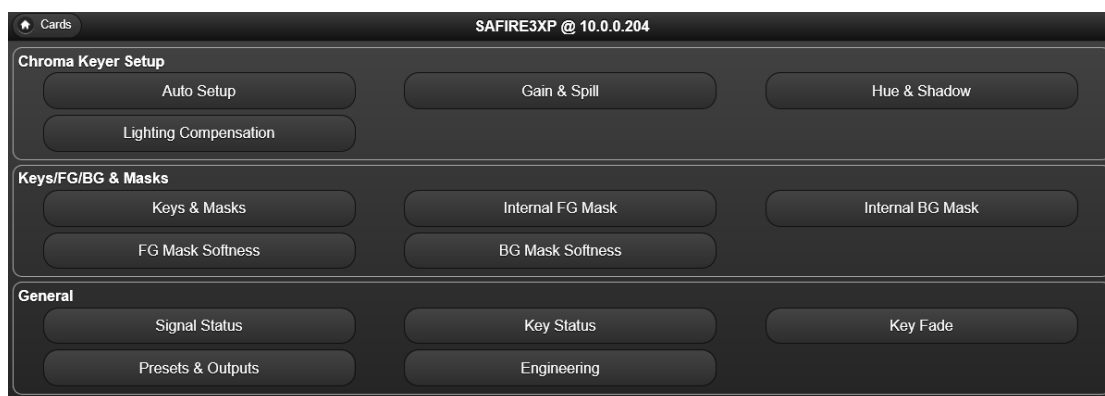 Cards
SAFIRE3XP @ 10.0.0.204
Chroma Keyer Setup
Auto Setup
Gain & Spill
Hue & Shadow
Lighting Compensation
Keys/FG/BG & Masks
Keys & Masks
Internal FG Mask
Internal BG Mask
FG Mask Softness
BG Mask Softness
General
Signal Status
Key Status
Key Fade
Presets & Outputs
Engineering